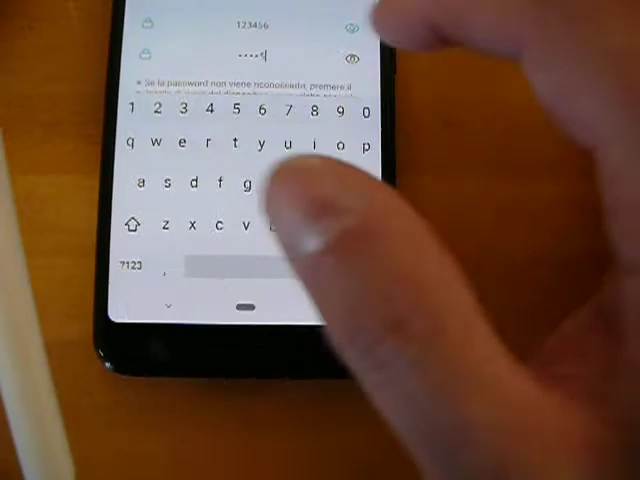 123456
••••5
* Se la password non viene riconosciuta, premere il
1 2 3 4 5 6 7 8 9 0
q w e r t y u i o p
a s d f g
z x c v
?123 ,